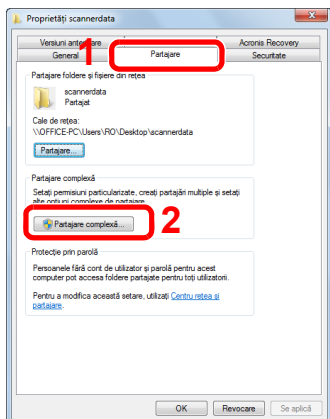 Proprietăți scannerdata
Versiuni anterioare
Acronis Recovery
General
Partajare
Securitate
1
Partajare foldere și fișiere din rețea
scannerdata
Partajat
Cale de rețea:
\\OFFICE-PC\Users\RO\Desktop\scannerdata
Partajare...
Partajare complexă
Setați permisiuni particularizate, creați partajări multiple și setați
alte opțiuni complexe de partajare.
Partajare complexă...
2
Protecție prin parolă
Persoanele fără cont de utilizator și parolă pentru acest
computer pot accesa foldere partajate pentru toți utilizatorii.
Pentru a modifica această setare, utilizați Centru rețea și
partajare.
OK
Revocare
Se aplică